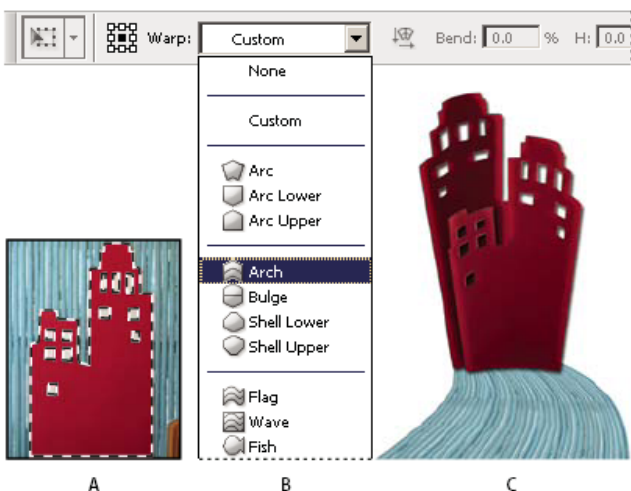 Warp: Custom Bend: 0.0 % H: 0.0
None
Custom
Arc
Arc Lower
Arc Upper
Arch
Bulge
Shell Lower
Shell Upper
Flag
Wave
Fish
A B C